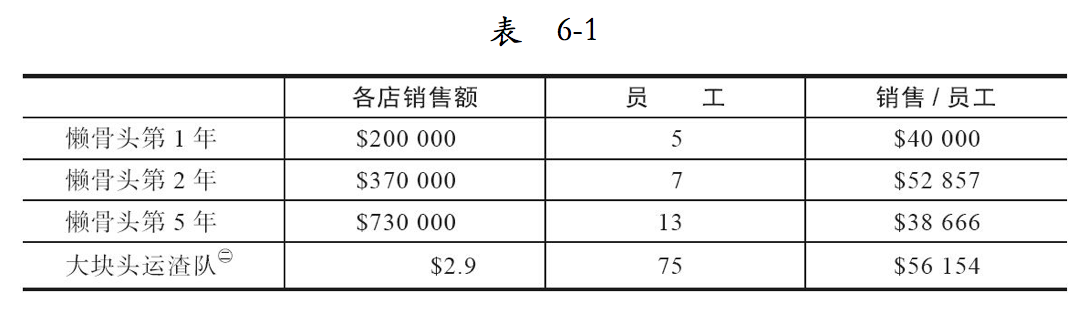 表 6-1
各店销售额 员 工 销售/员工
懒骨头第1年 $200 000 5 $40 000
懒骨头第2年 $370 000 7 $52 857
懒骨头第5年 $730 000 13 $38 666
大块头运渣队㊁ $2.9 75 $56 154